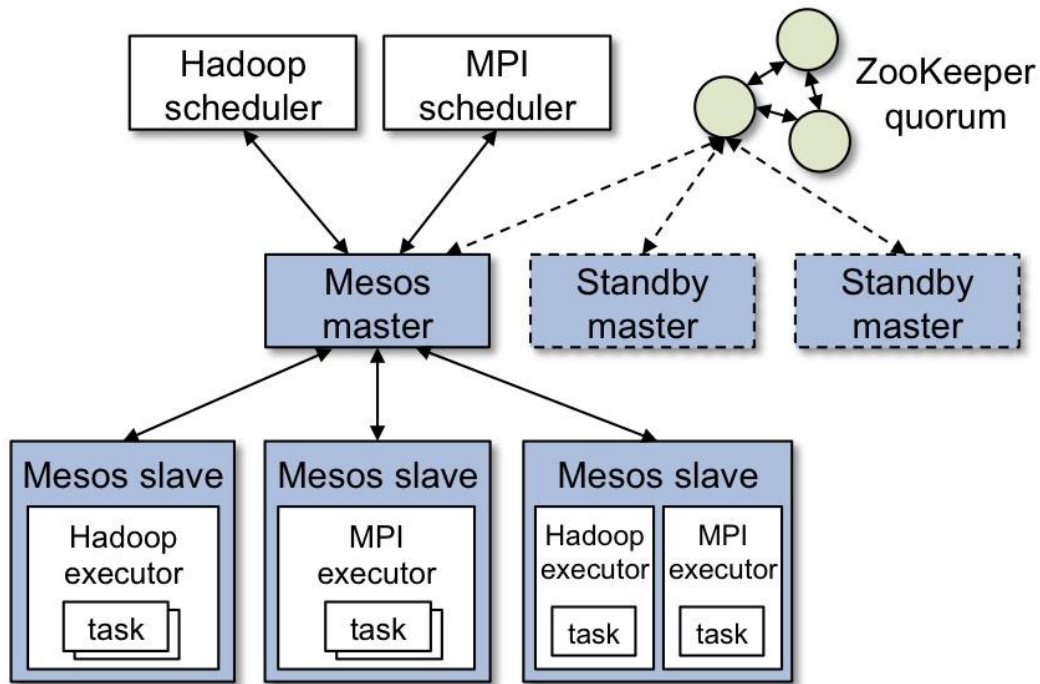 Hadoop
scheduler
MPI
scheduler
ZooKeeper
quorum
Mesos
master
Standby
master
Standby
master
Mesos slave
Hadoop
executor
task
Mesos slave
MPI
executor
task
Mesos slave
Hadoop
executor
task
MPI
executor
task